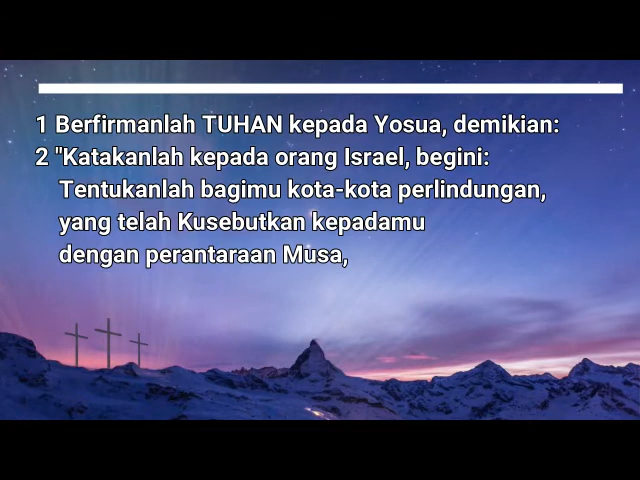 1 Berfirmanlah TUHAN kepada Yosua, demikian:
2 "Katakanlah kepada orang Israel, begini:
Tentukanlah bagimu kota-kota perlindungan,
yang telah Kusebutkan kepadamu
dengan perantaraan Musa,